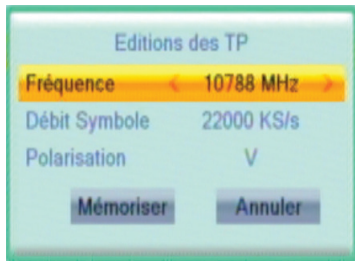 Editions des TP
Fréquence < 10788 MHz >
Débit Symbole 22000 KS/s
Polarisation V
Mémoriser Annuler